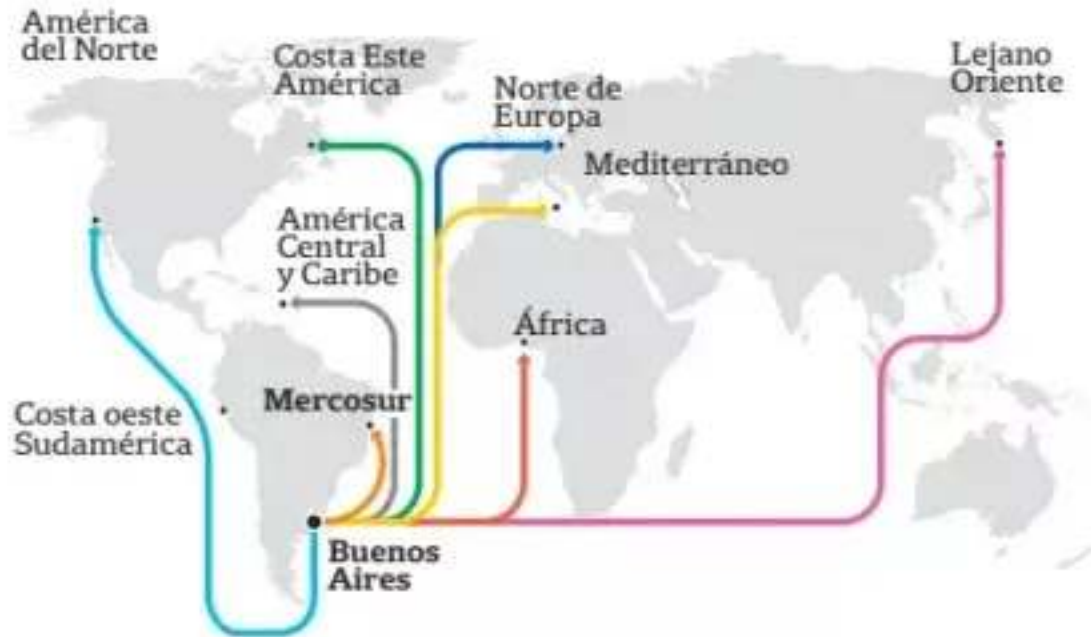 América
del Norte
Costa Este
América
Norte de
Europa
Lejano
Oriente
Mediterráneo
América
Central
y Caribe
África
Mercosur
Costa oeste
Sudamérica
Buenos
Aires